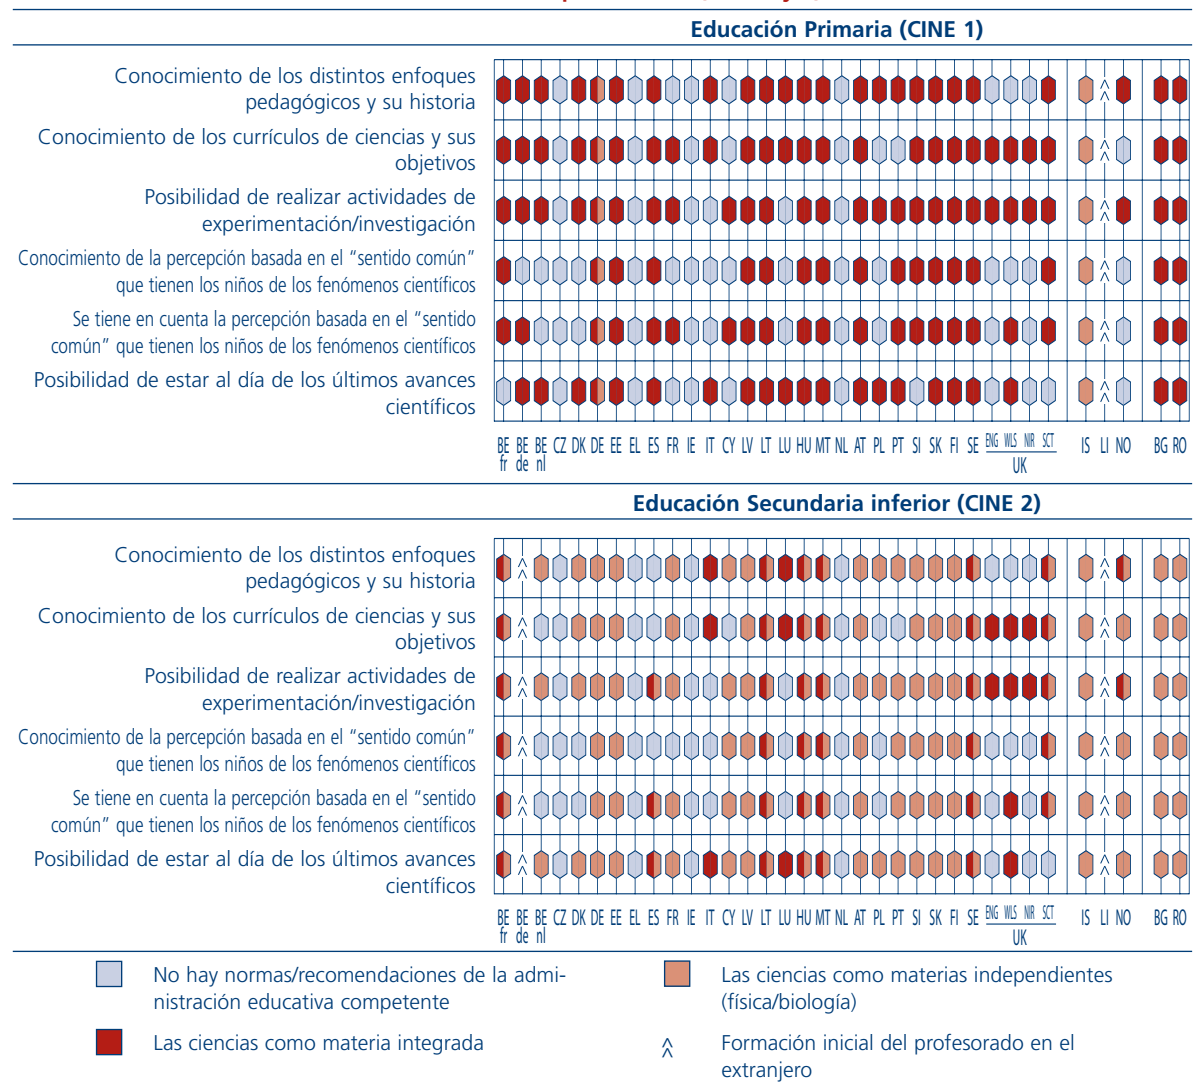 Educación Primaria (CINE 1)
Conocimiento de los distintos enfoques
pedagógicos y su historia
Conocimiento de los currículos de ciencias y sus
objetivos
Posibilidad de realizar actividades de
experimentación/investigación
Conocimiento de la percepción basada en el “sentido común”
que tienen los niños de los fenómenos científicos
Se tiene en cuenta la percepción basada en el “sentido
común” que tienen los niños de los fenómenos científicos
Posibilidad de estar al día de los últimos avances
científicos
BE BE BE CZ DK DE EE EL ES FR IE IT CY LV LT LU HU MT NL AT PL PT SI SK FI SE ENG WLS NIR SCT IS LI NO BG RO
fr de nl UK
Educación Secundaria inferior (CINE 2)
Conocimiento de los distintos enfoques
pedagógicos y su historia
Conocimiento de los currículos de ciencias y sus
objetivos
Posibilidad de realizar actividades de
experimentación/investigación
Conocimiento de la percepción basada en el “sentido común”
que tienen los niños de los fenómenos científicos
Se tiene en cuenta la percepción basada en el “sentido
común” que tienen los niños de los fenómenos científicos
Posibilidad de estar al día de los últimos avances
científicos
BE BE BE CZ DK DE EE EL ES FR IE IT CY LV LT LU HU MT NL AT PL PT SI SK FI SE ENG WLS NIR SCT IS LI NO BG RO
fr de nl UK
No hay normas/recomendaciones de la admi-
nistración educativa competente
Las ciencias como materia integrada
Las ciencias como materias independientes
(física/biología)
Formación inicial del profesorado en el
extranjero